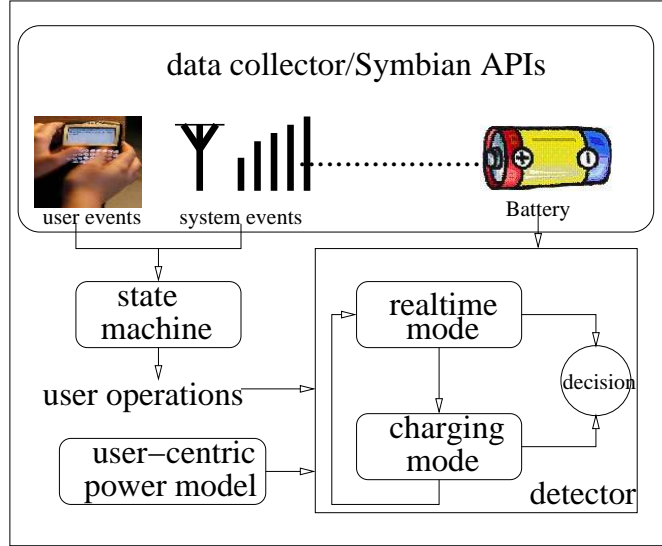 data collector/Symbian APIs
user events
system events
Battery
state
machine
user operations
user−centric
power model
realtime
mode
charging
mode
decision
detector